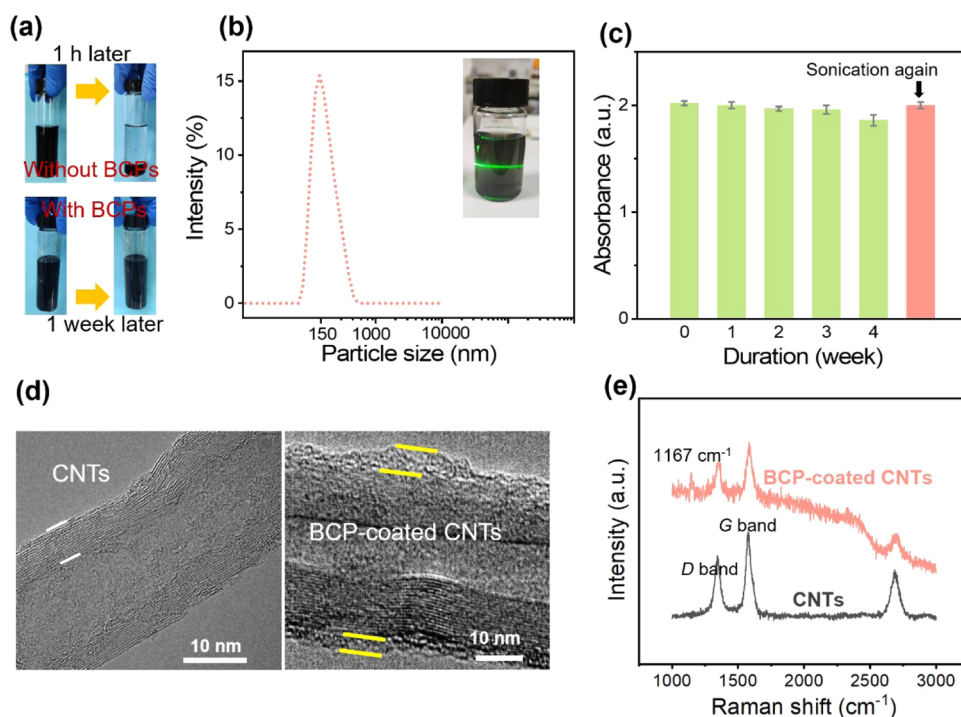 (a)
1 h later
Without BCPs
With BCPs
1 week later
(b)
Intensity (%)
15
10
5
0
150
1000
10000
Particle size (nm)
(c)
Sonication again
Absorbance (a.u.)
2
1
0
0
1
2
3
4
Duration (week)
(d)
CNTs
10 nm
BCP-coated CNTs
10 nm
(e)
Intensity (a.u.)
1167 cm⁻¹
BCP-coated CNTs
G band
D band
CNTs
1000
1500
2000
2500
3000
Raman shift (cm⁻¹)